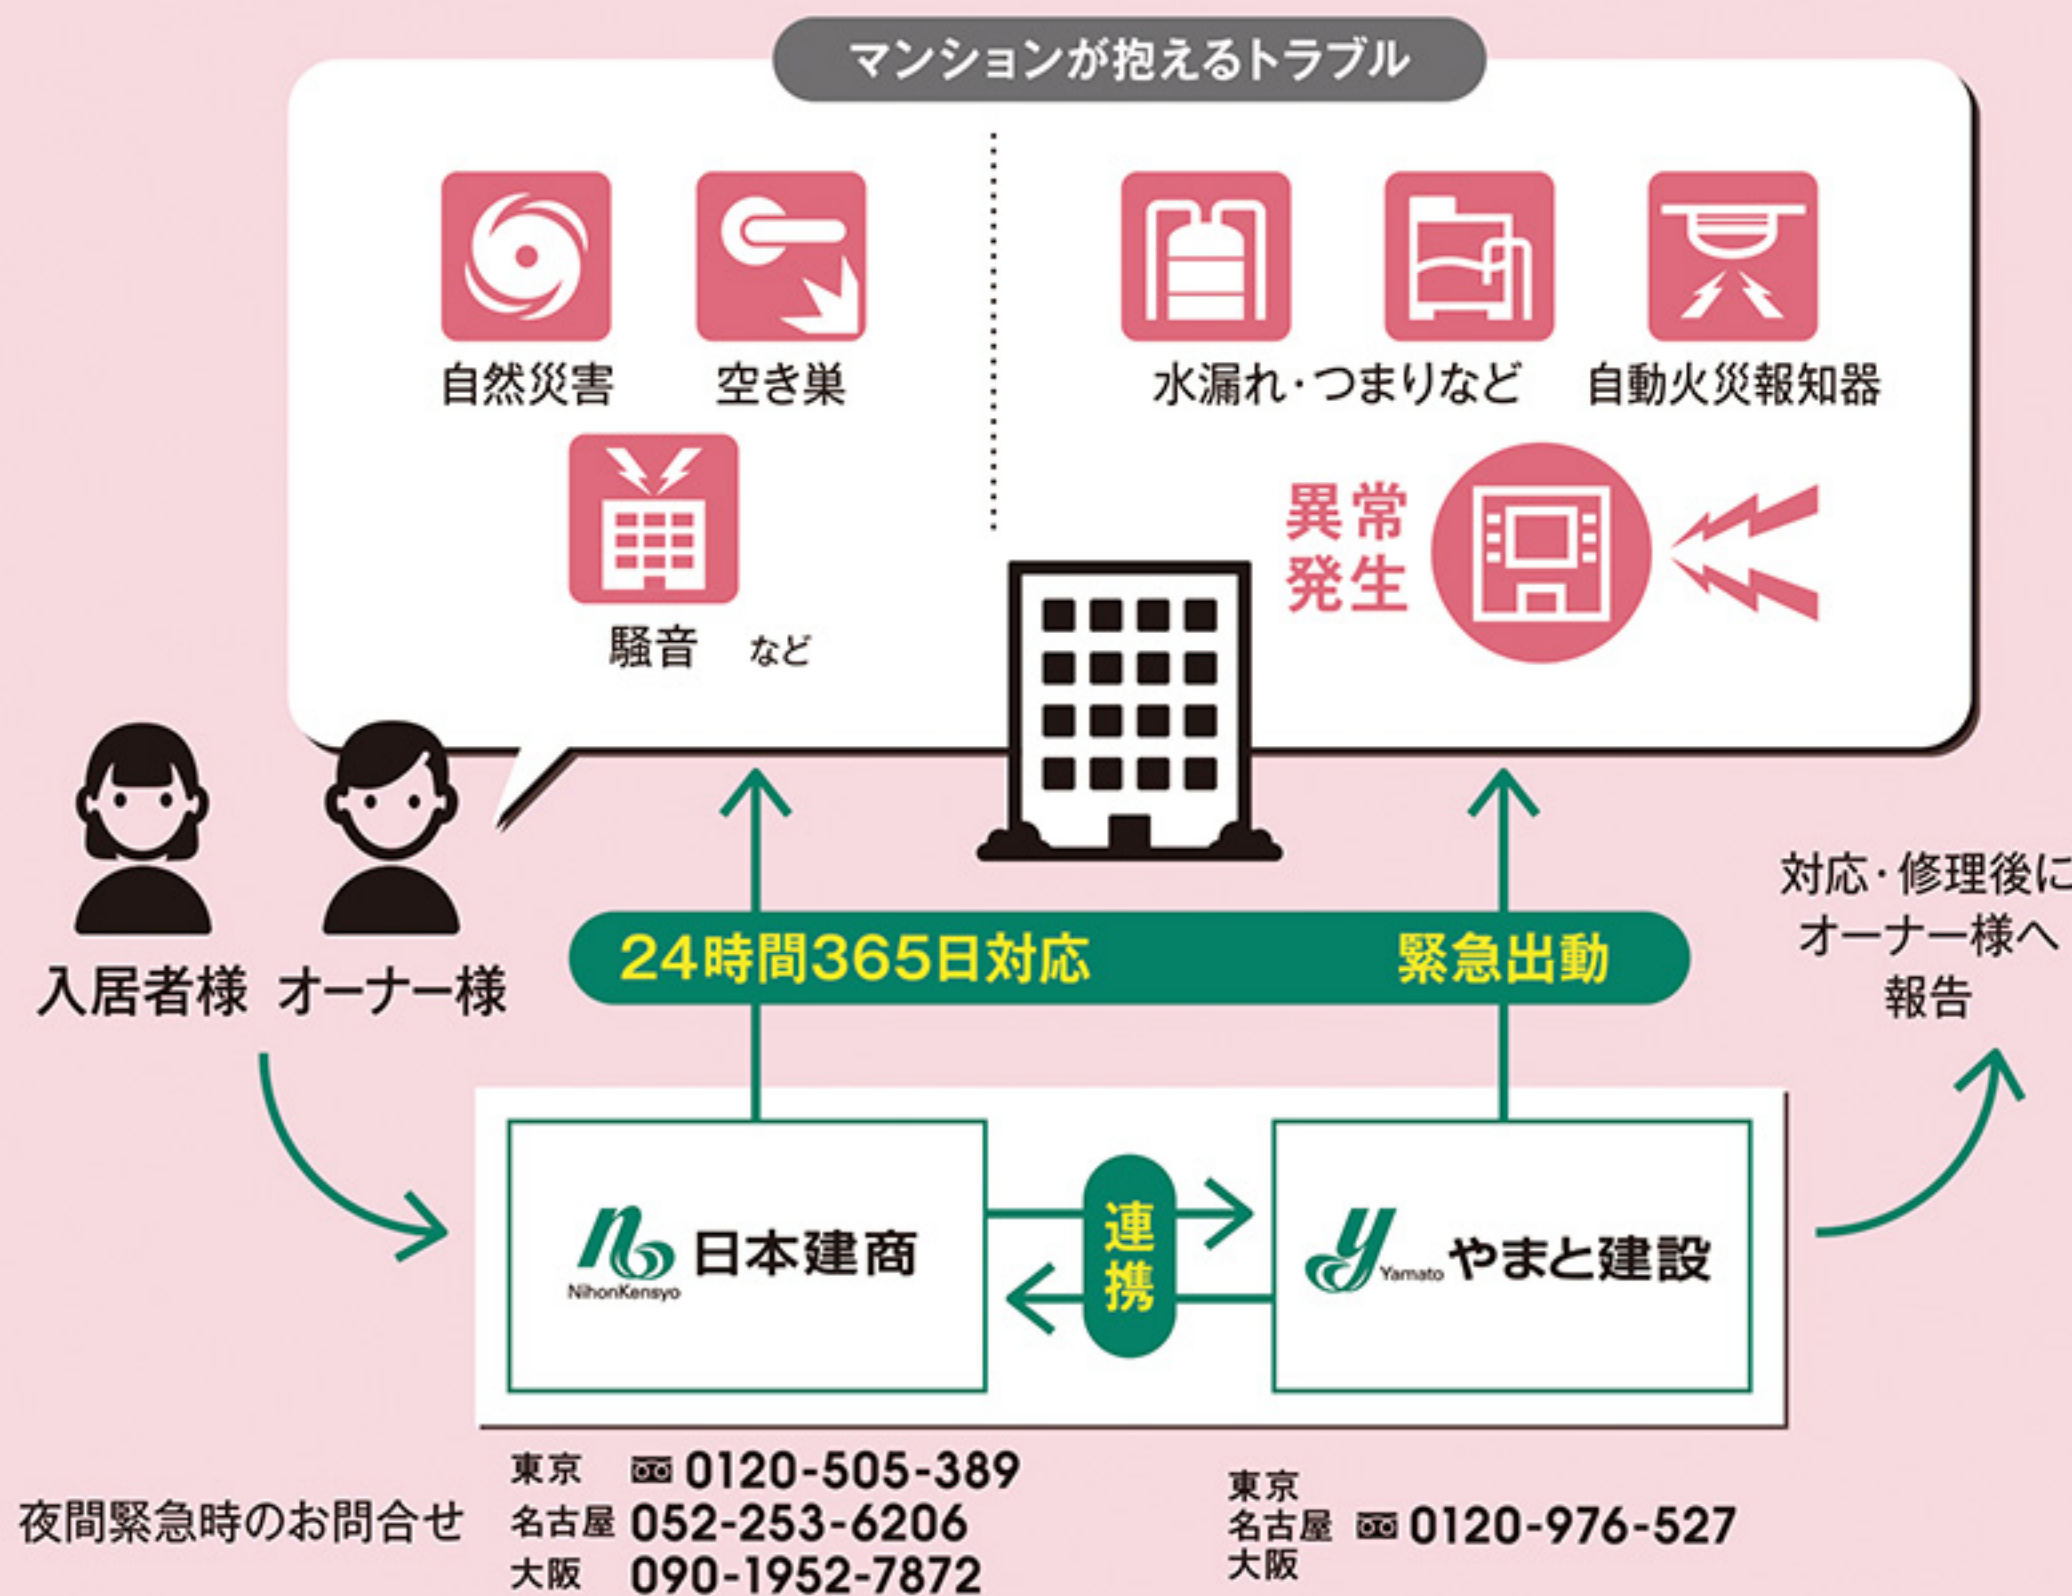 マンションが抱えるトラブル
自然災害
空き巣
水漏れ・つまりなど
自動火災報知器
騒音 など
異常
発生
入居者様 オーナー様
24時間365日対応
緊急出動
対応・修理後に
オーナー様へ
報告
NihonKensyo
日本建商
連携
Yamato
やまと建設
夜間緊急時のお問合せ
東京 0120-505-389
名古屋 052-253-6206
大阪 090-1952-7872
東京
名古屋 0120-976-527
大阪